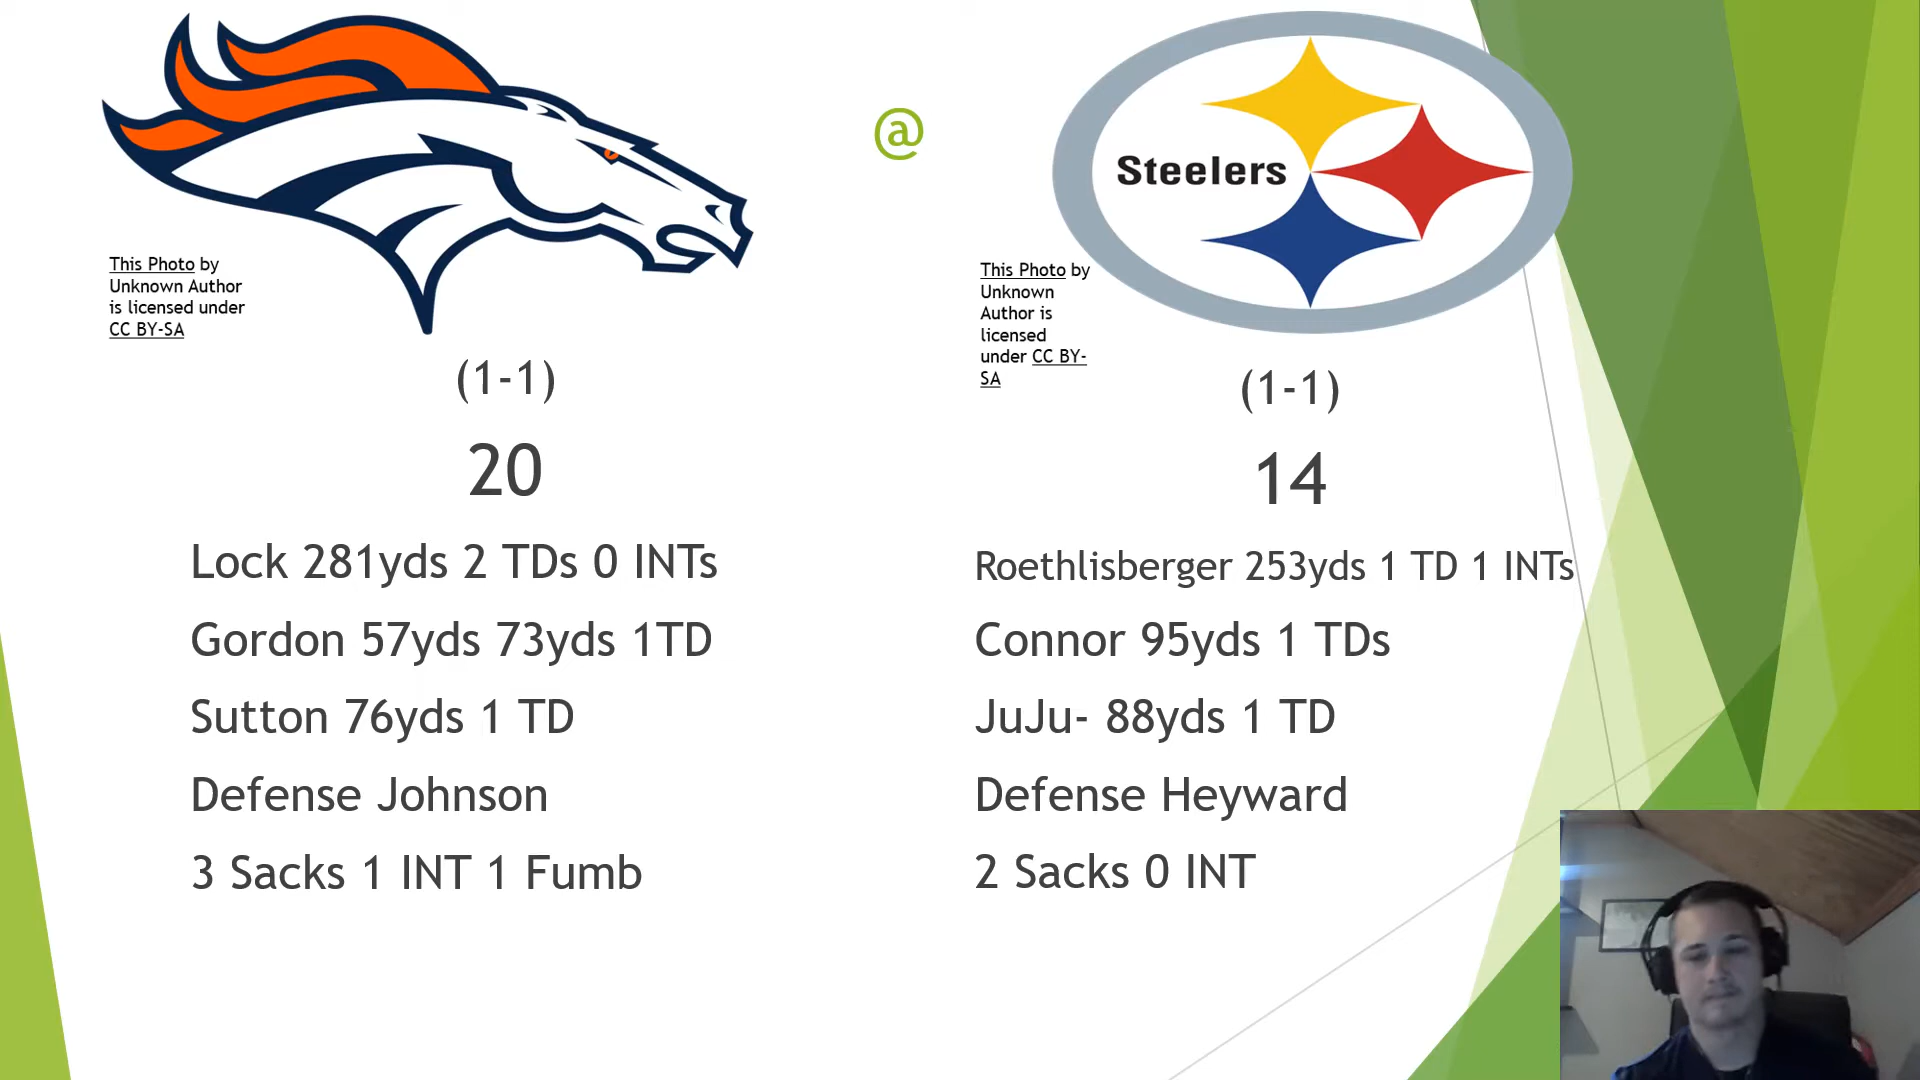 @
Steelers
This Photo by
Unknown Author
is licensed under
CC BY-SA
This Photo by
Unknown
Author is
licensed
under CC BY-
SA
(1-1)
20
Lock 281yds 2 TDs 0 INTs
Gordon 57yds 73yds 1TD
Sutton 76yds 1 TD
Defense Johnson
3 Sacks 1 INT 1 Fumb
(1-1)
14
Roethlisberger 253yds 1 TD 1 INTs
Connor 95yds 1 TDs
JuJu- 88yds 1 TD
Defense Heyward
2 Sacks 0 INT